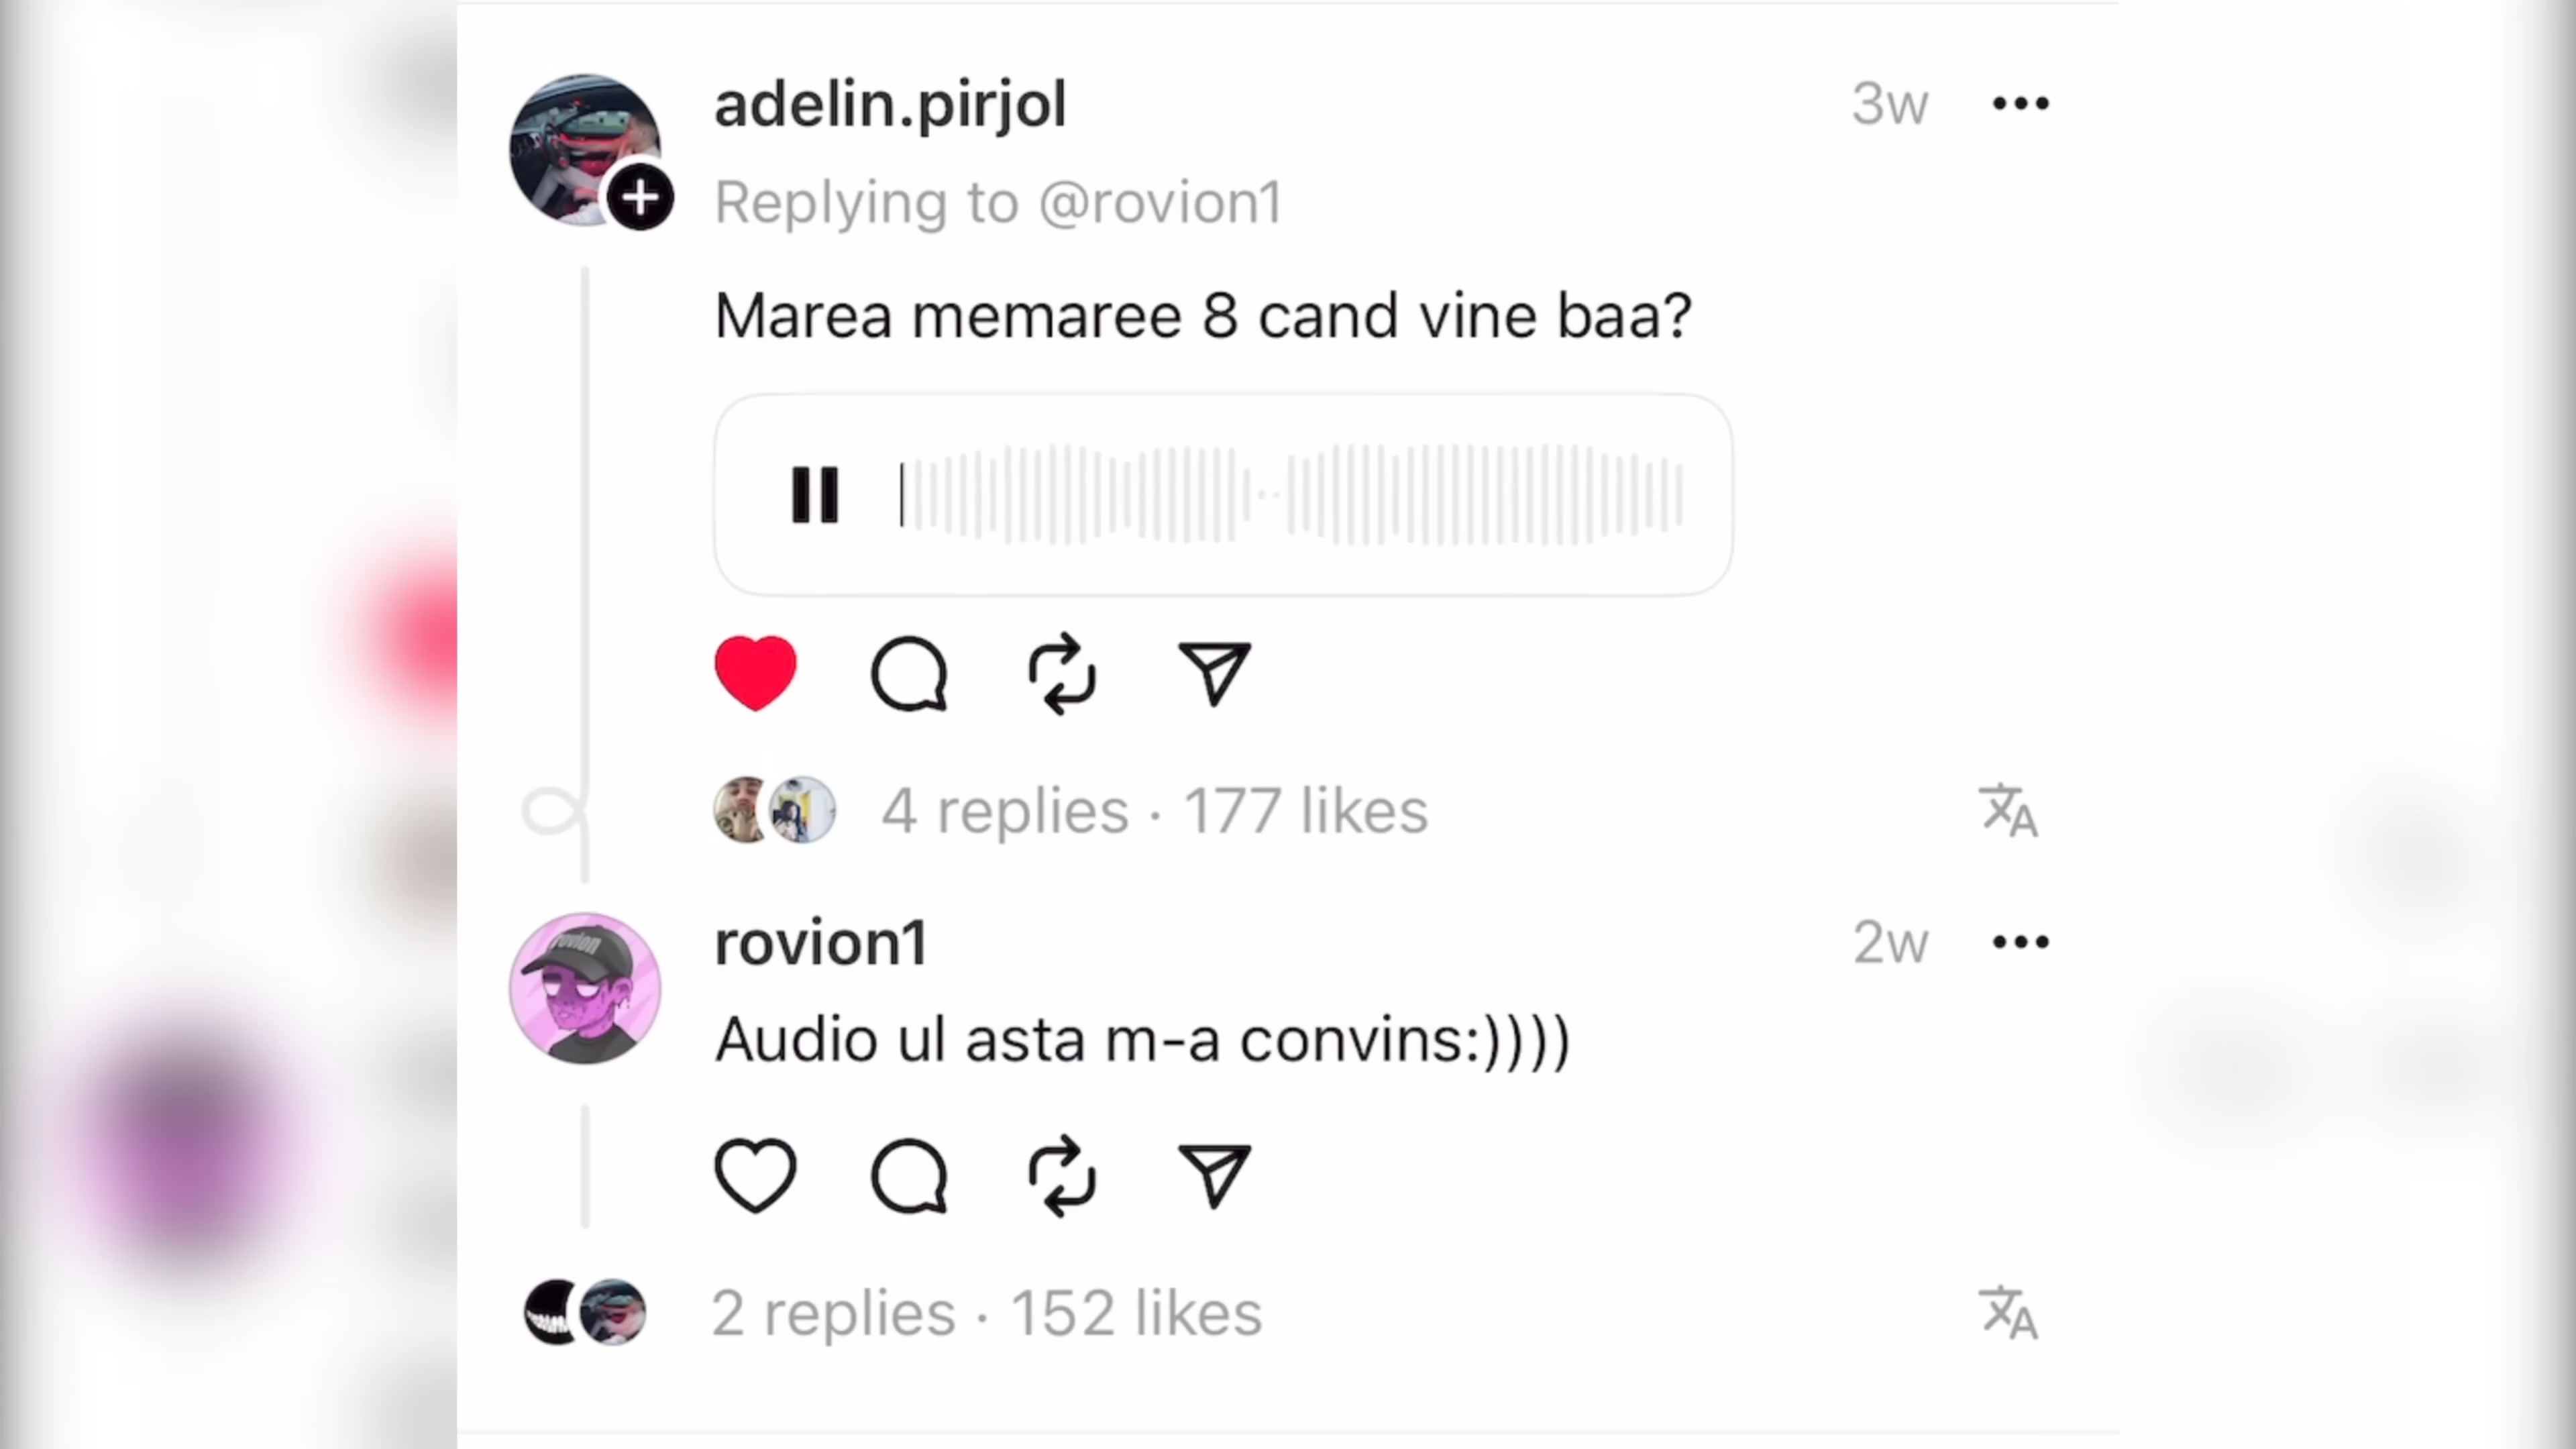 adelin.pirjol 3w
Replying to @rovion1
Marea memaree 8 cand vine baa?
4 replies · 177 likes
rovion
rovion1 2w
Audio ul asta m-a convins:))))
2 replies · 152 likes